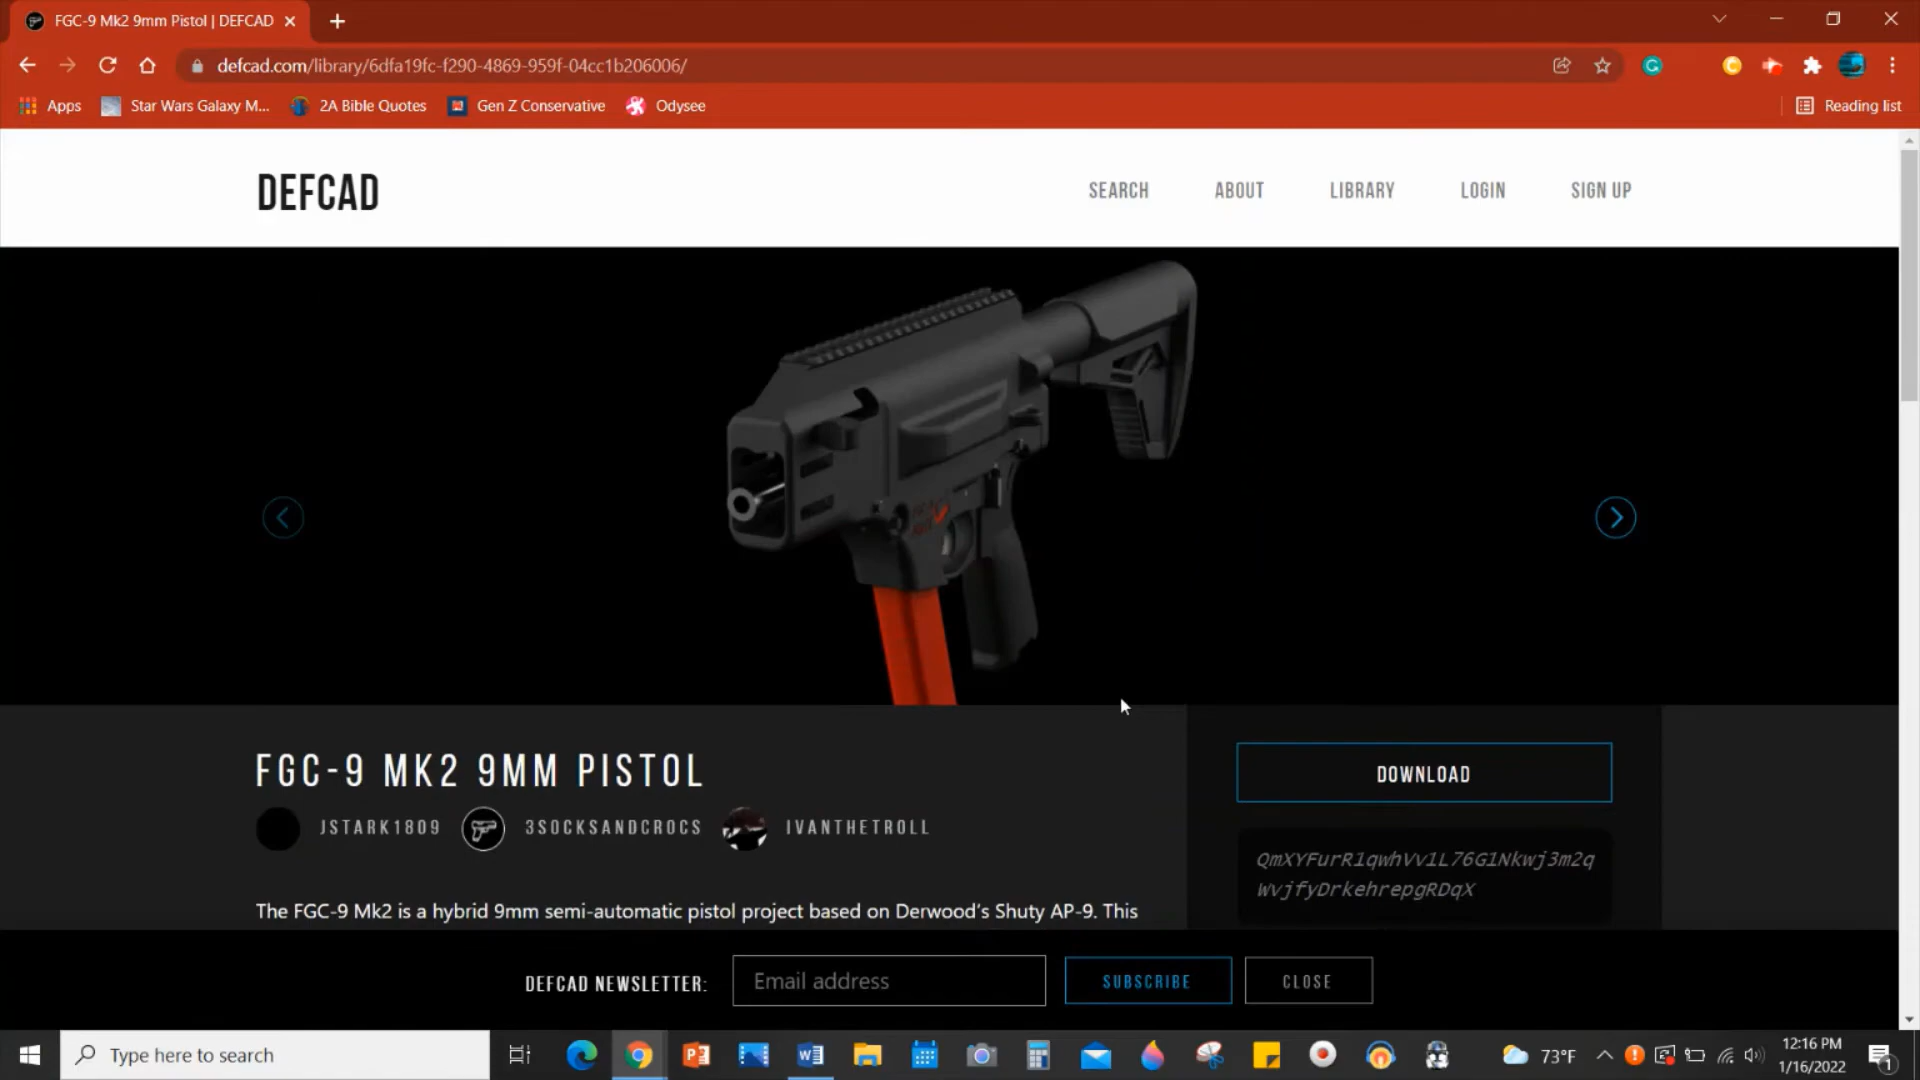 FGC-9 Mk2 9mm Pistol | DEFCAD
defcad.com/library/6dfa19fc-f290-4869-959f-04cc1b206006/
Apps
Star Wars Galaxy M...
2A Bible Quotes
Gen Z Conservative
Odysee
Reading list
DEFCAD
SEARCH
ABOUT
LIBRARY
LOGIN
SIGN UP
FGC-9 MK2 9MM PISTOL
DOWNLOAD
JSTARK1809
3SOCKSANDCROCS
IVANTHETROLL
QmXYFurR1qwhVv1L76G1Nkwj3m2q
WvjfyDrkehrepgRDqX
The FGC-9 Mk2 is a hybrid 9mm semi-automatic pistol project based on Derwood’s Shuty AP-9. This
DEFCAD NEWSLETTER:
Email address
SUBSCRIBE
CLOSE
Type here to search
73°F
12:16 PM
1/16/2022
1